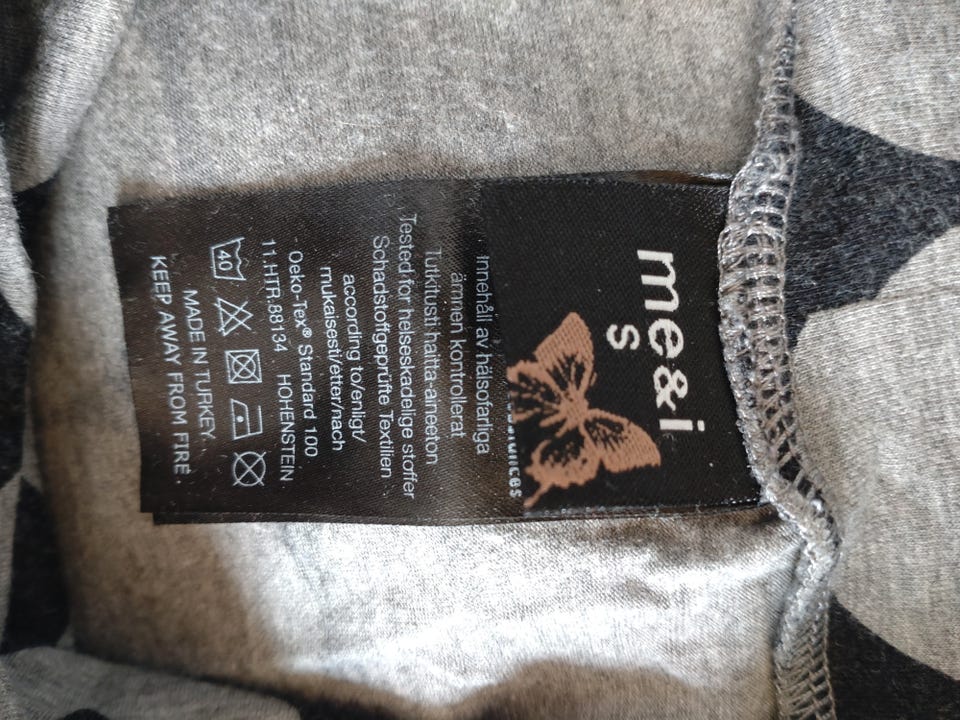 me&i
S
Innehåll av hälsofarliga
ämnen kontrollerat
Tutkitusti haitta-aineeton
Tested for helseskadelige stoffer
Schadstoffgeprüfte Textilien
according to/enligt/
mukaisesti/etter/nach
Oeko-Tex® Standard 100
11.HTR.88134 HOHENSTEIN
40
MADE IN TURKEY.
KEEP AWAY FROM FIRE.